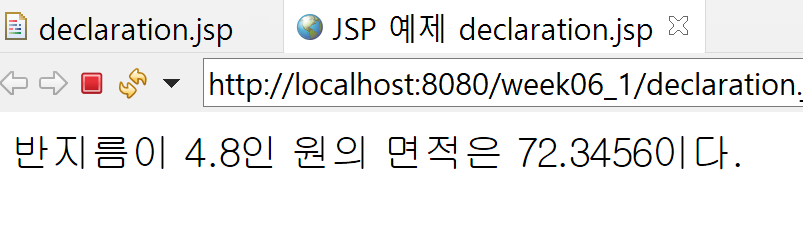 declaration.jsp
JSP 예제 declaration.jsp
http://localhost:8080/week06_1/declaration.
반지름이 4.8인 원의 면적은 72.3456이다.